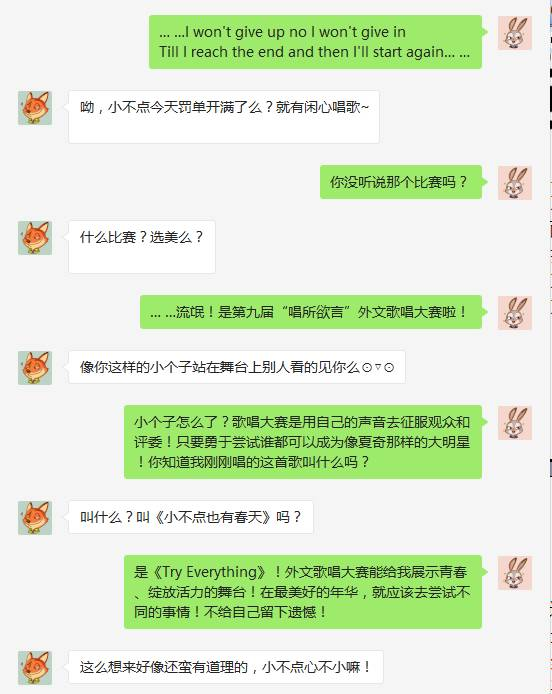 ... ...I won't give up no I won't give in
Till I reach the end and then I'll start again... ...
呦，小不点今天罚单开满了么？就有闲心唱歌~
你没听说那个比赛吗？
什么比赛？选美么？
... ...流氓！是第九届“唱所欲言”外文歌唱大赛啦！
像你这样的小个子站在舞台上别人看的见你么⊙▽⊙
小个子怎么了？歌唱大赛是用自己的声音去征服观众和
评委！只要勇于尝试谁都可以成为像夏奇那样的大明星
！你知道我刚刚唱的这首歌叫什么吗？
叫什么？叫《小不点也有春天》吗？
是《Try Everything》！外文歌唱大赛能给我展示青春
、绽放活力的舞台！在最美好的年华，就应该去尝试不
同的事情！不给自己留下遗憾！
这么想来好像还蛮有道理的，小不点心不小嘛！